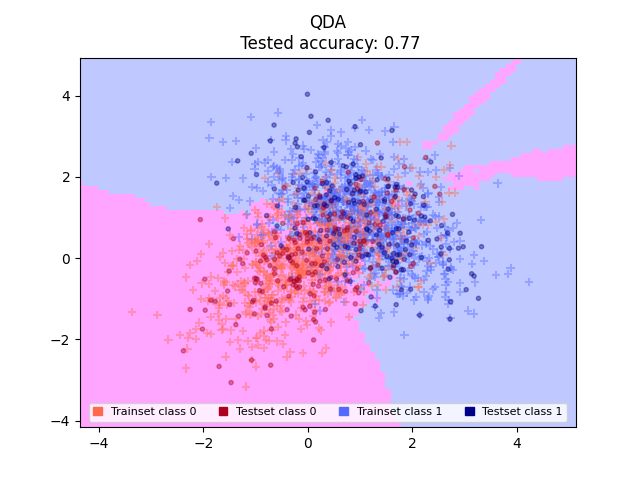 QDA
Tested accuracy: 0.77
4
2
0
−2
−4
−4 −2 0 2 4
Trainset class 0 Testset class 0 Trainset class 1 Testset class 1